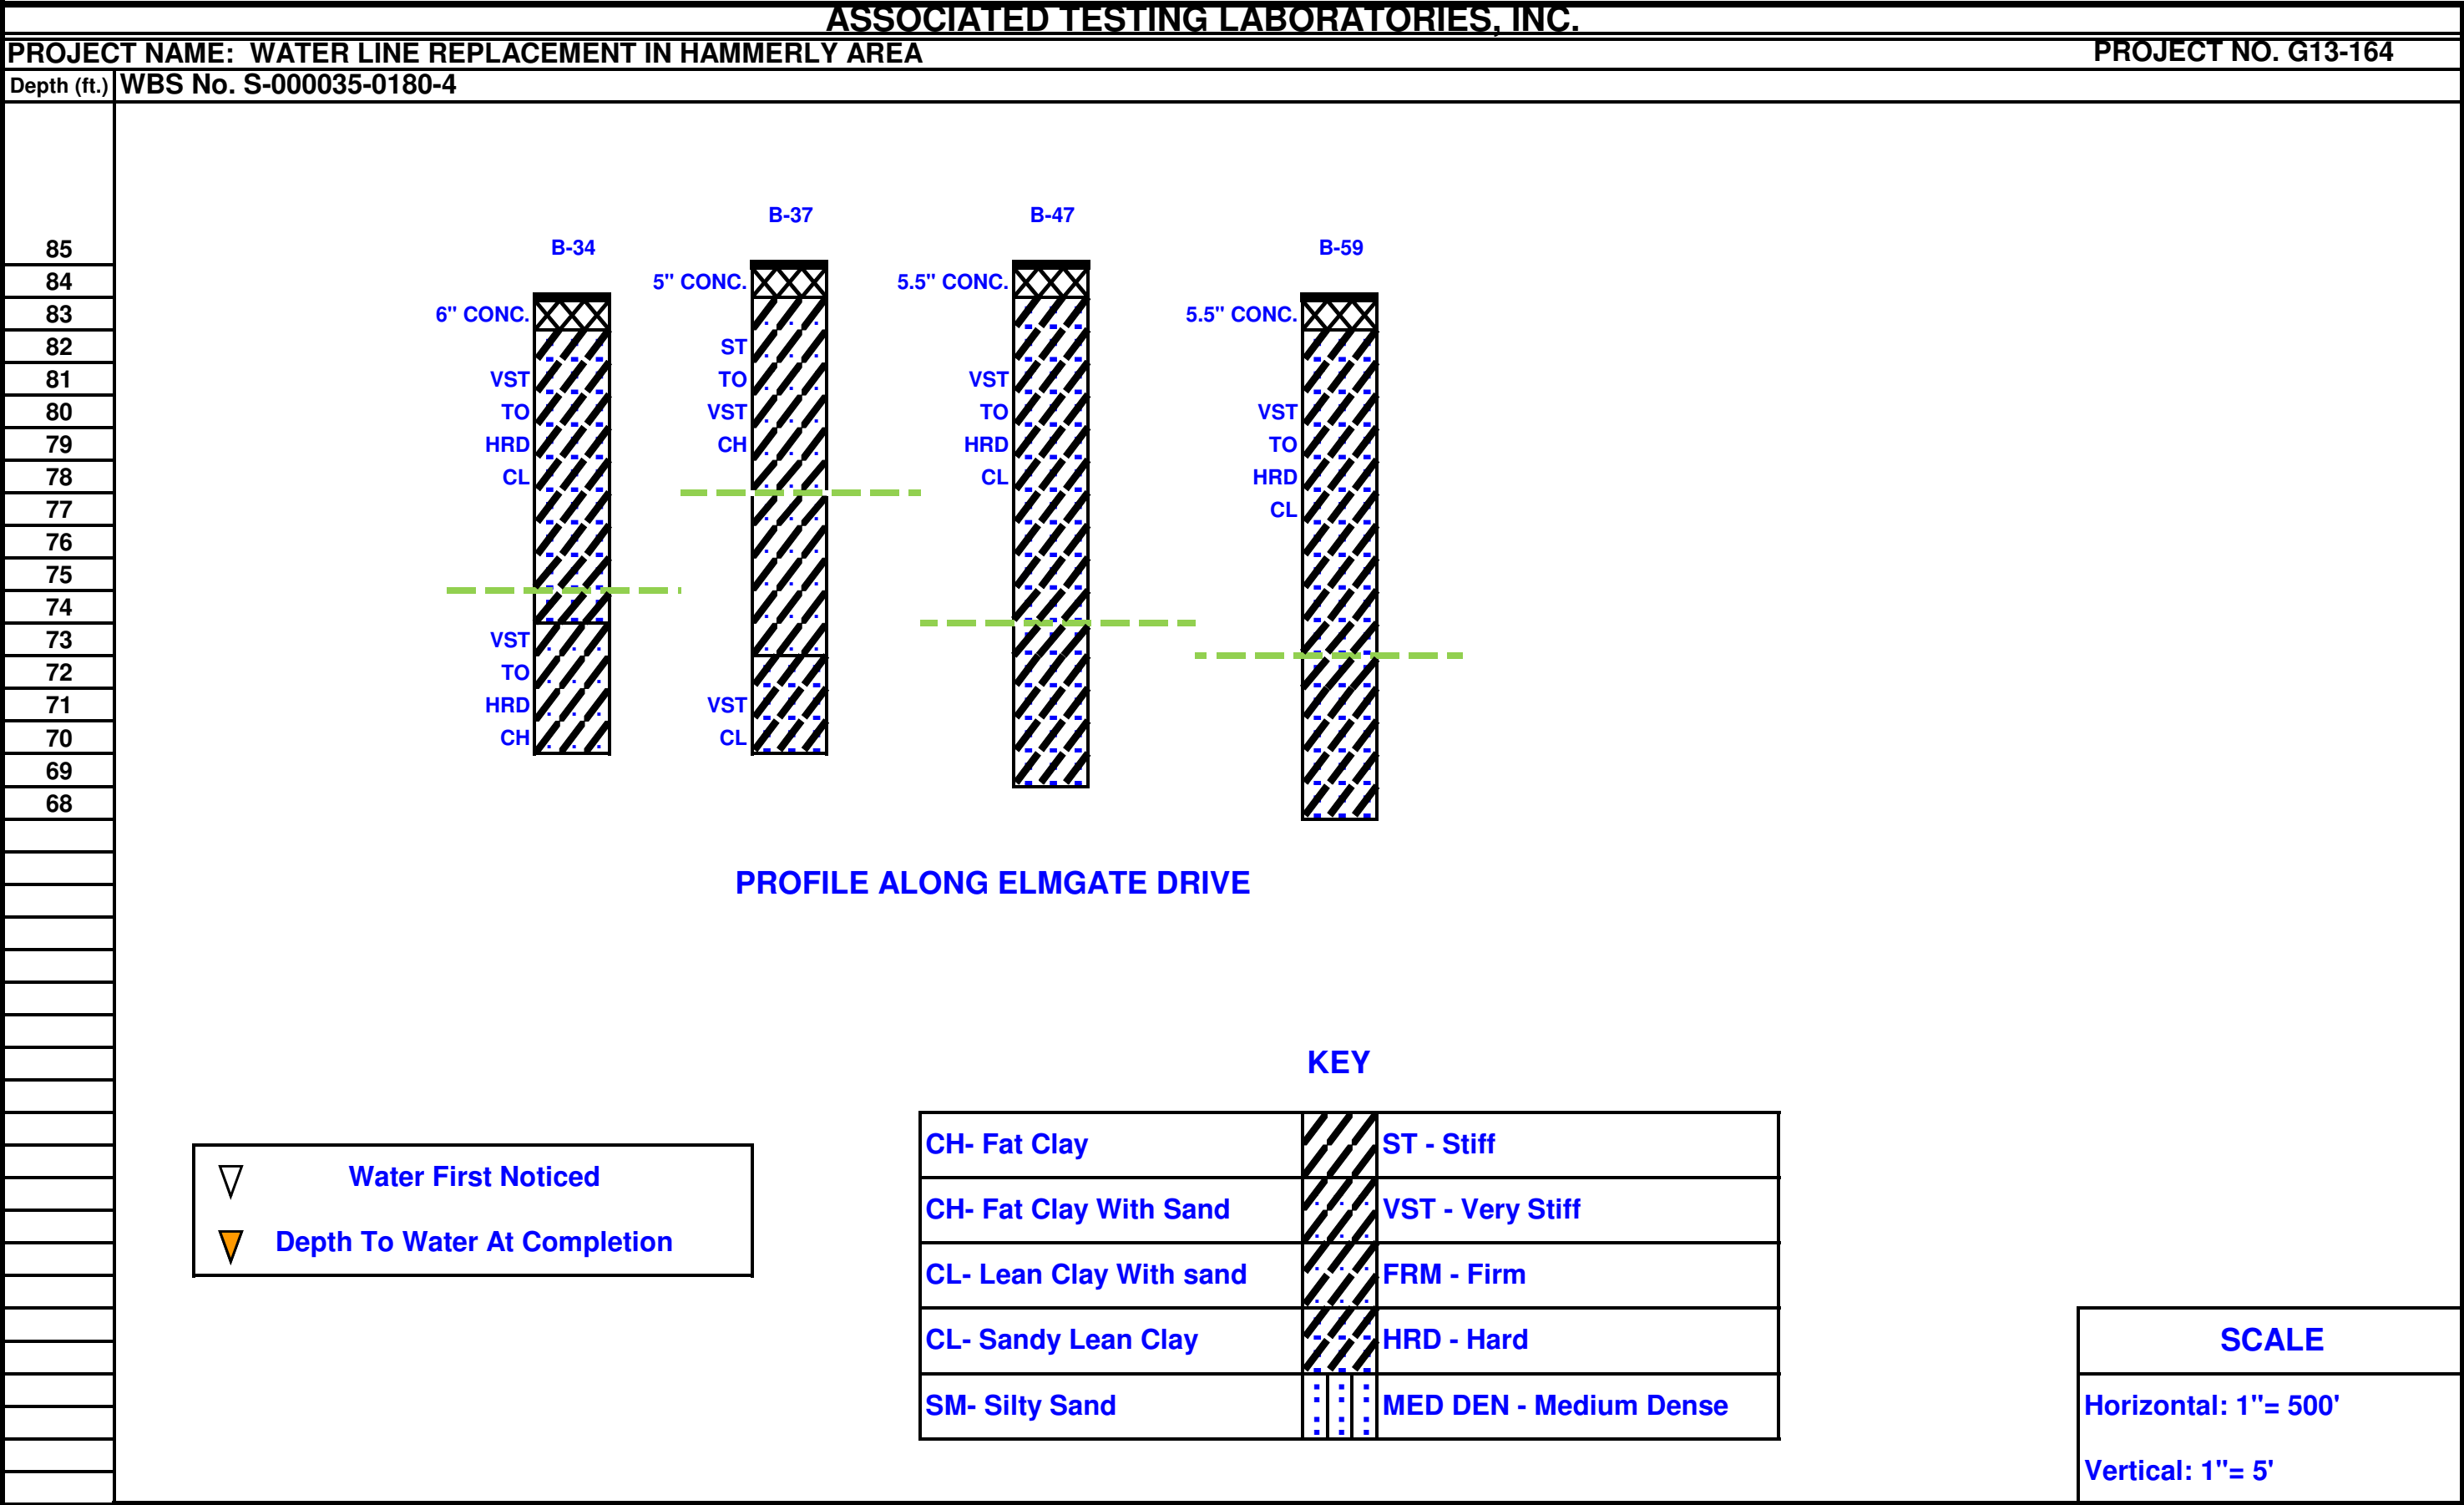 ASSOCIATED TESTING LABORATORIES, INC.
PROJECT NAME: WATER LINE REPLACEMENT IN HAMMERLY AREA
PROJECT NO. G13-164
Depth (ft.)
WBS No. S-000035-0180-4
85
84
83
82
81
80
79
78
77
76
75
74
73
72
71
70
69
68
B-34
6" CONC.
VST
TO
HRD
CL
VST
TO
HRD
CH
B-37
5" CONC.
ST
TO
VST
CH
VST
CL
B-47
5.5" CONC.
VST
TO
HRD
CL
B-59
5.5" CONC.
VST
TO
HRD
CL
PROFILE ALONG ELMGATE DRIVE
Water First Noticed
Depth To Water At Completion
KEY
CH- Fat Clay
ST - Stiff
CH- Fat Clay With Sand
VST - Very Stiff
CL- Lean Clay With sand
FRM - Firm
CL- Sandy Lean Clay
HRD - Hard
SM- Silty Sand
MED DEN - Medium Dense
SCALE
Horizontal: 1"= 500'
Vertical: 1"= 5'